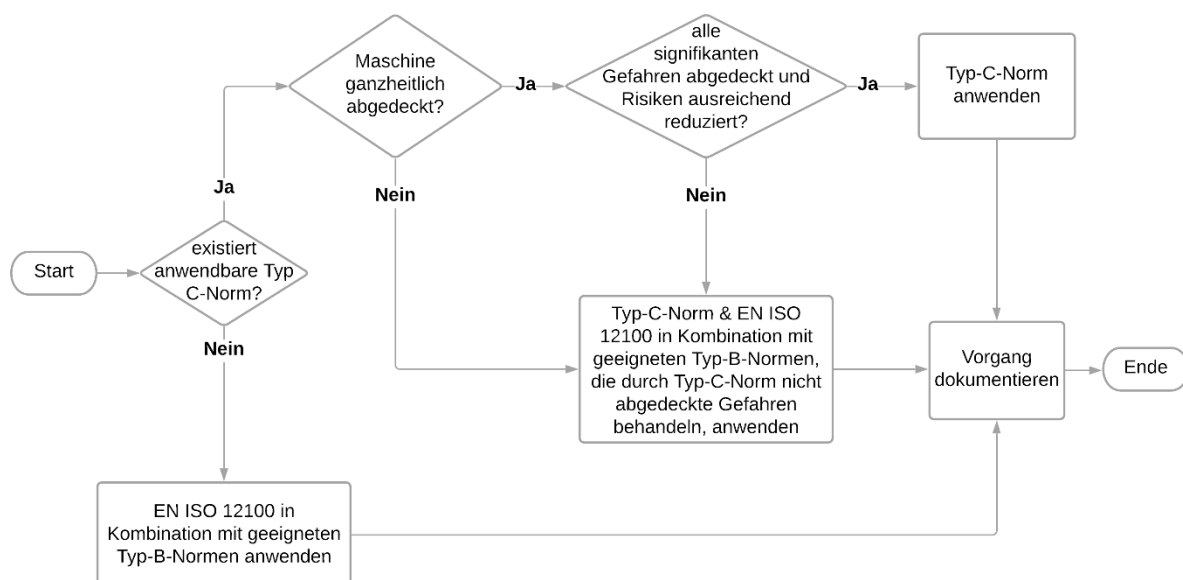 Start
existiert
anwendbare Typ
C-Norm?
Ja
Nein
Maschine
ganzheitlich
abgedeckt?
Ja
Nein
alle
signifikanten
Gefahren abgedeckt und
Risiken ausreichend
reduziert?
Ja
Nein
Typ-C-Norm
anwenden
Typ-C-Norm & EN ISO
12100 in Kombination mit
geeigneten Typ-B-Normen,
die durch Typ-C-Norm nicht
abgedeckte Gefahren
behandeln, anwenden
Vorgang
dokumentieren
Ende
EN ISO 12100 in
Kombination mit geeigneten
Typ-B-Normen anwenden